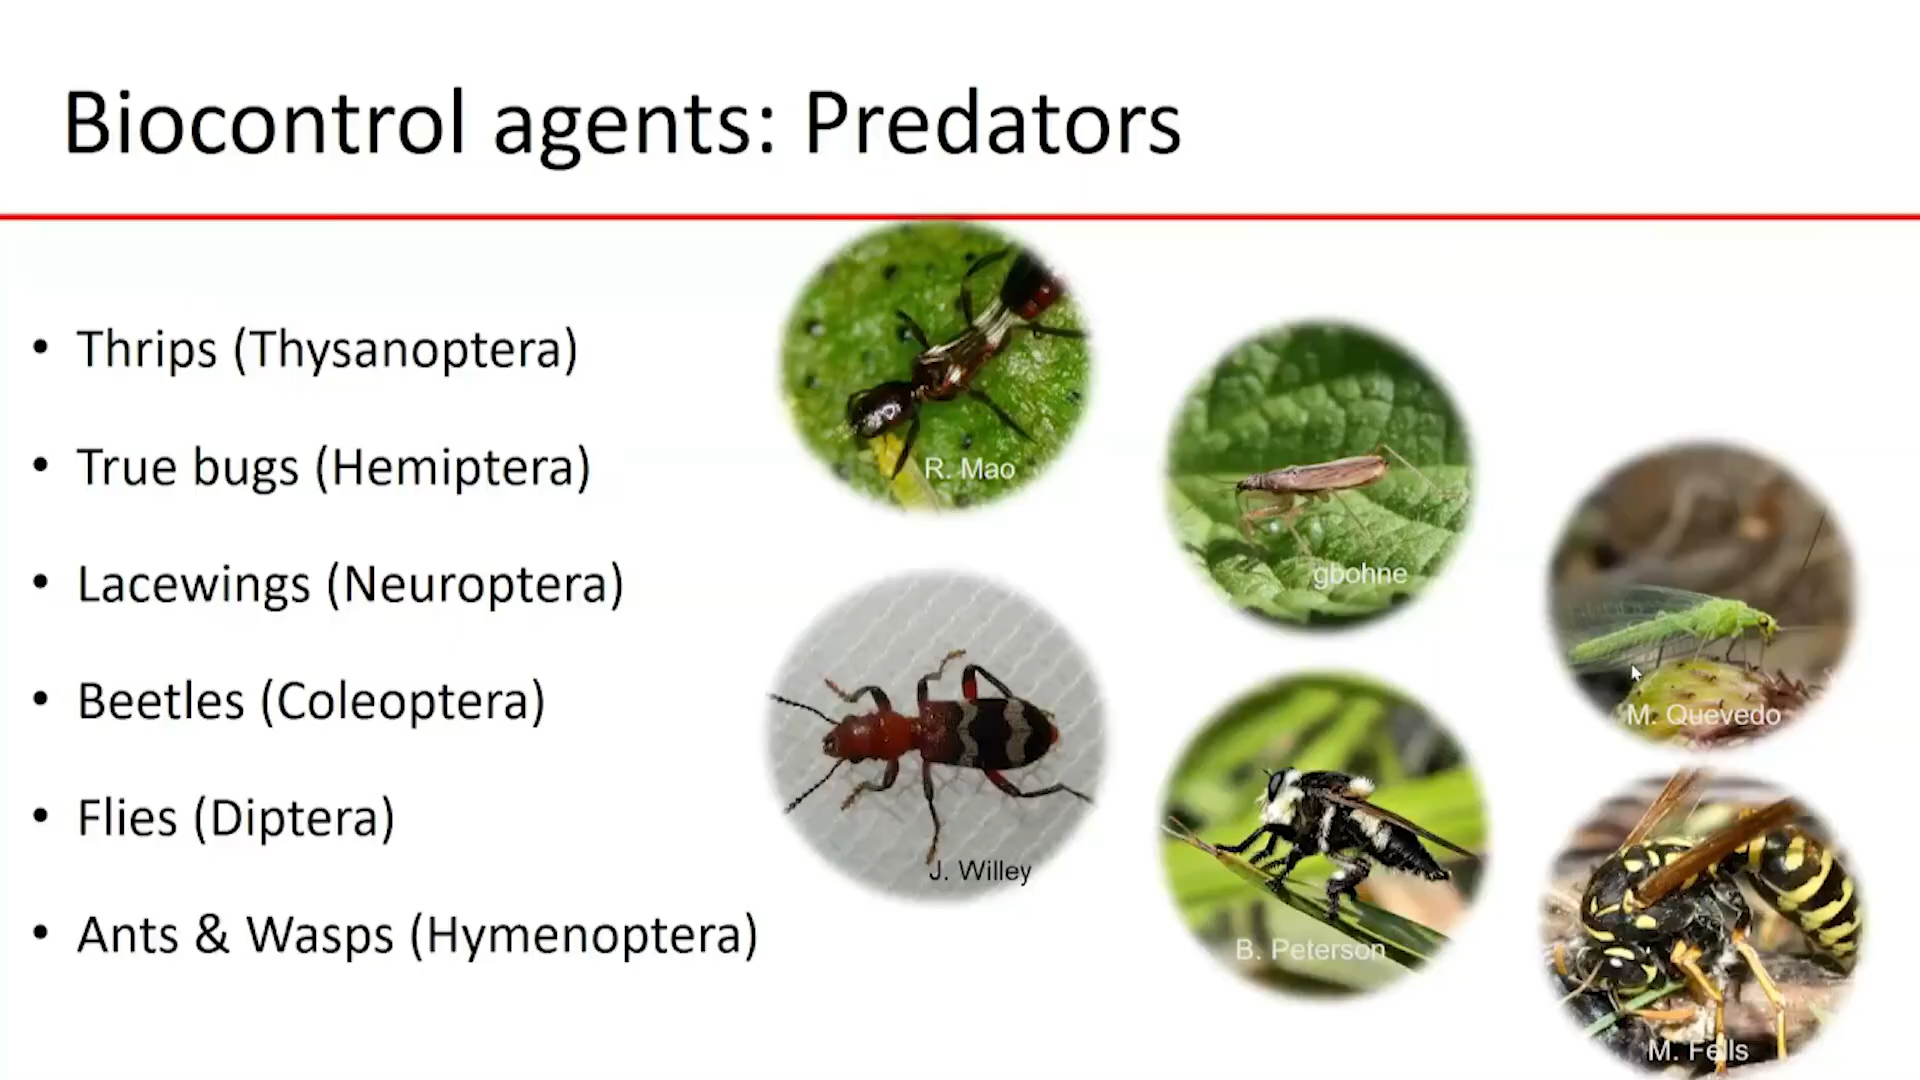 Biocontrol agents: Predators
• Thrips (Thysanoptera)
• True bugs (Hemiptera)
• Lacewings (Neuroptera)
• Beetles (Coleoptera)
• Flies (Diptera)
• Ants & Wasps (Hymenoptera)
R. Mao
gbohne
M. Quevedo
J. Willey
B. Peterson
M. Fells